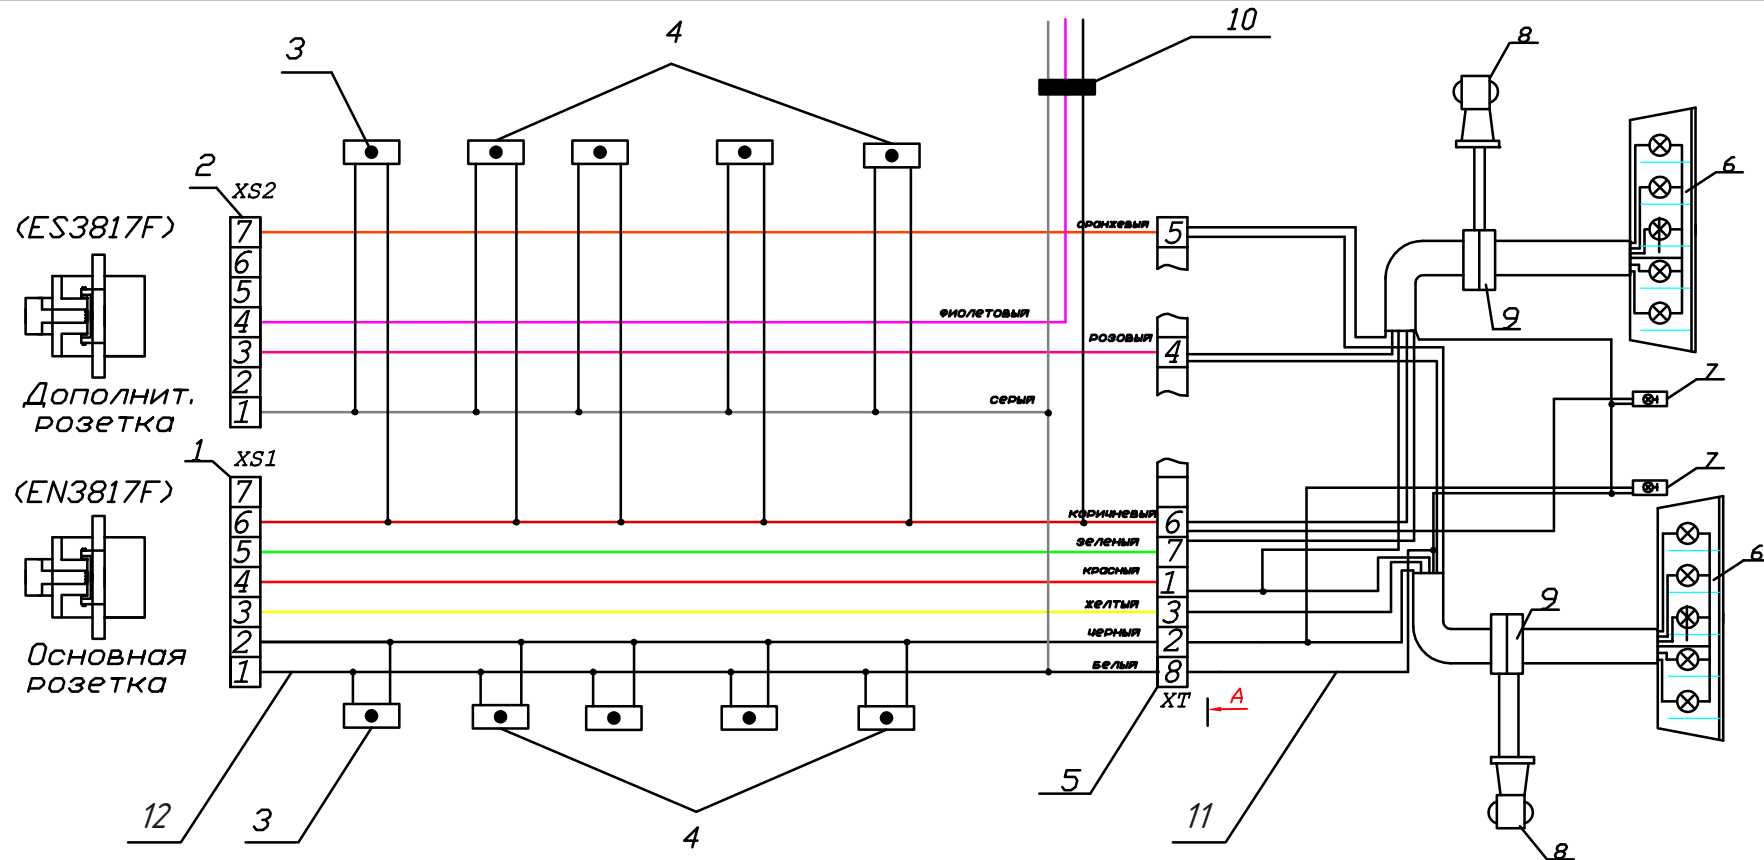 3
4
10
8
2
XS2
6
(ES3817F)
7
6
5
4
3
2
1
оранжевый
5
фиолетовый
розовый
4
серый
9
Дополнит.
розетка
7
1
XS1
(EN3817F)
7
6
5
4
3
2
1
коричневый
6
зеленый
7
красный
1
желтый
3
черный
2
белый
8
XT
A
7
6
9
Основная
розетка
12
3
4
5
11
8